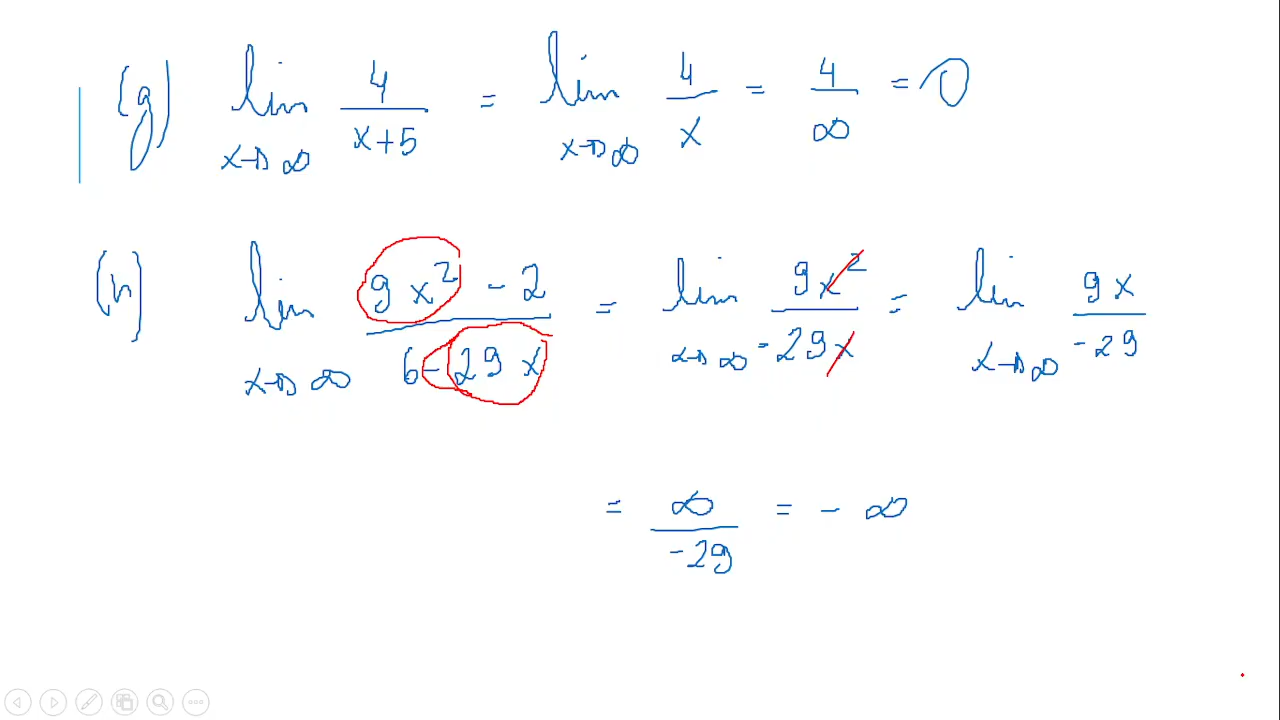 (g) lim x→∞ 4/(x+5) = lim x→∞ 4/x = 4/∞ = 0
(h) lim x→∞ (9x² - 2)/(6 - 29x) = lim x→∞ 9x²/(-29x) = lim x→∞ 9x/(-29)
= ∞/(-29) = -∞